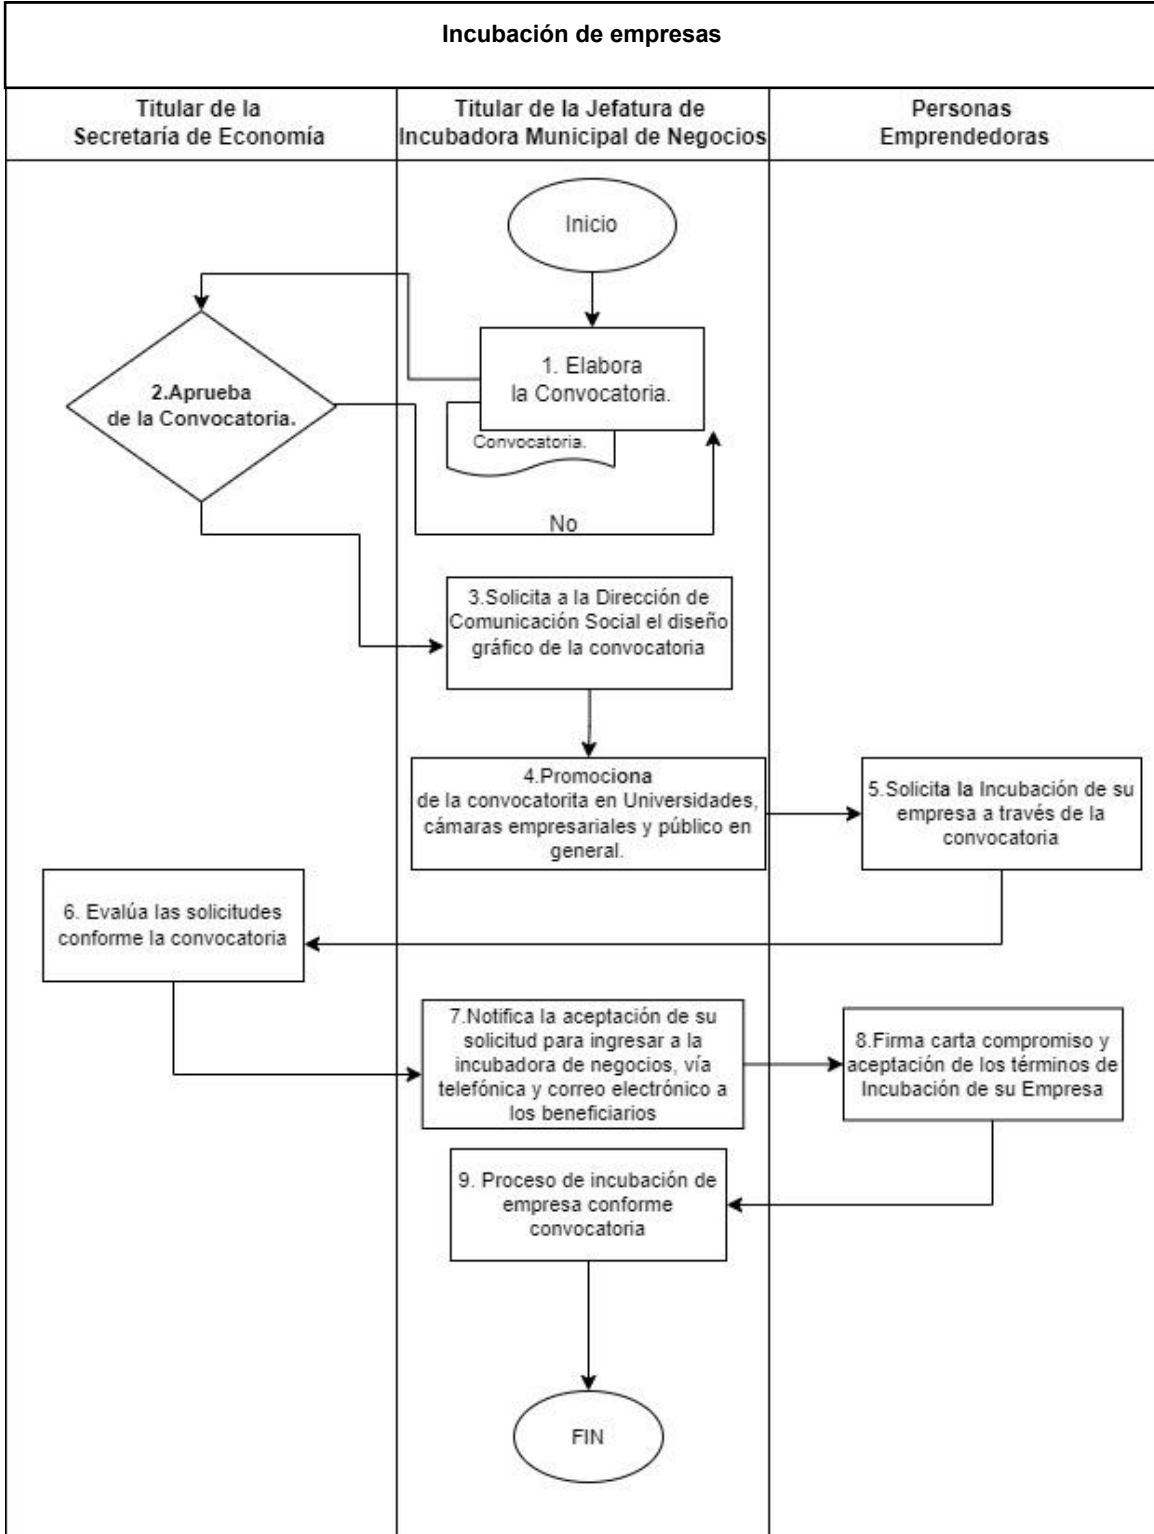 Incubación de empresas
Titular de la
Secretaría de Economía
Titular de la Jefatura de
Incubadora Municipal de Negocios
Personas
Emprendedoras
Inicio
1. Elabora
la Convocatoria.
Convocatoria.
2.Aprueba
de la Convocatoria.
No
3.Solicita a la Dirección de
Comunicación Social el diseño
gráfico de la convocatoria
4.Promociona
de la convocatorita en Universidades,
cámaras empresariales y público en
general.
5.Solicita la Incubación de su
empresa a través de la
convocatoria
6. Evalúa las solicitudes
conforme la convocatoria
7.Notifica la aceptación de su
solicitud para ingresar a la
incubadora de negocios, vía
telefónica y correo electrónico a
los beneficiarios
8.Firma carta compromiso y
aceptación de los términos de
Incubación de su Empresa
9. Proceso de incubación de
empresa conforme
convocatoria
FIN